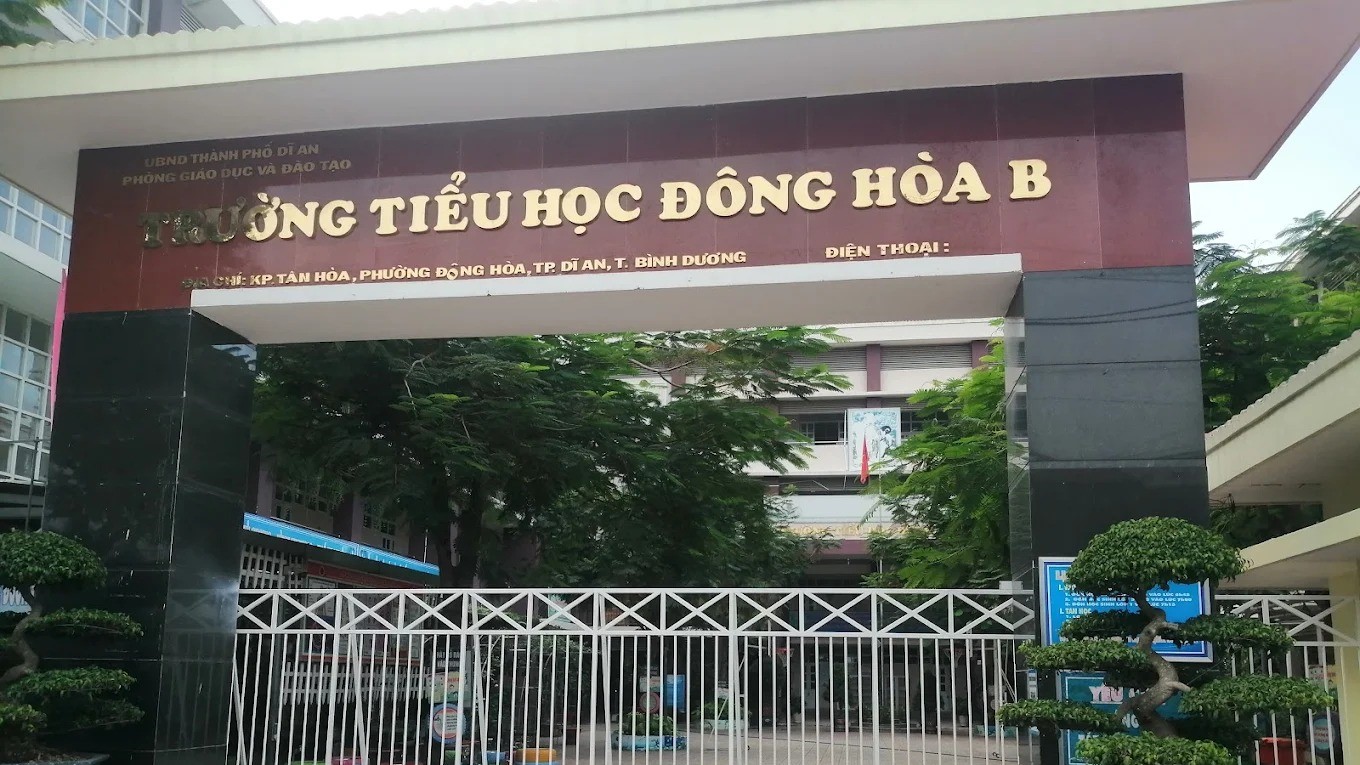 UBND THÀNH PHỐ DĨ AN
PHÒNG GIÁO DỤC VÀ ĐÀO TẠO
TRƯỜNG TIỂU HỌC ĐÔNG HÒA B
ĐỊA CHỈ: KP. TÂN HÒA, PHƯỜNG ĐÔNG HÒA, TP. DĨ AN, T. BÌNH DƯƠNG
ĐIỆN THOẠI :